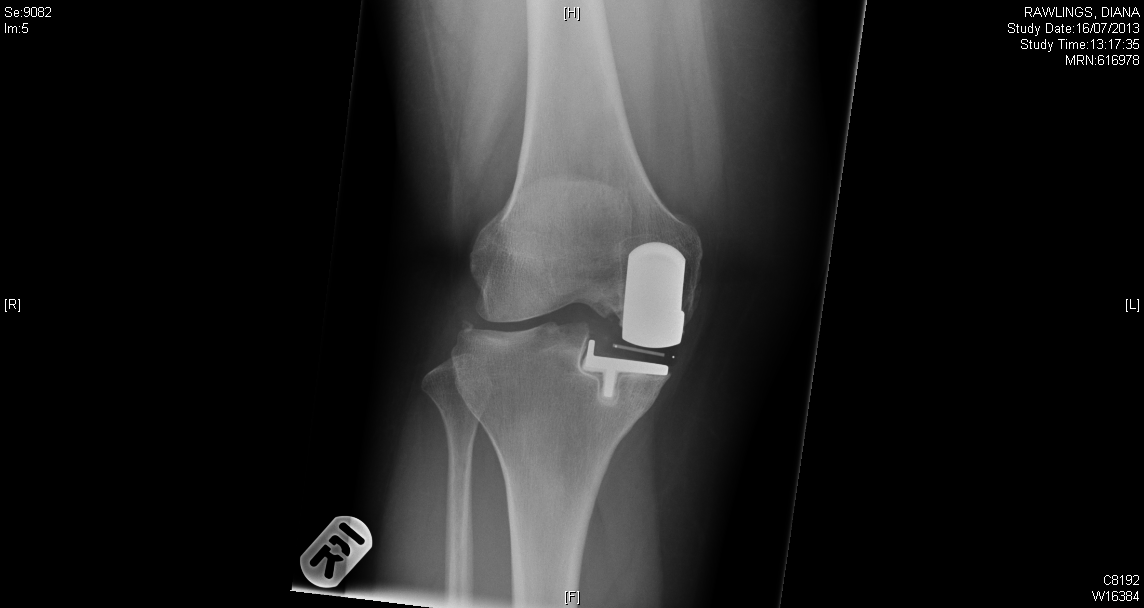 Se:9082
Im:5
[H]
RAWLINGS, DIANA
Study Date:16/07/2013
Study Time:13:17:35
MRN:616978
[R]
[L]
[F]
C8192
W16384